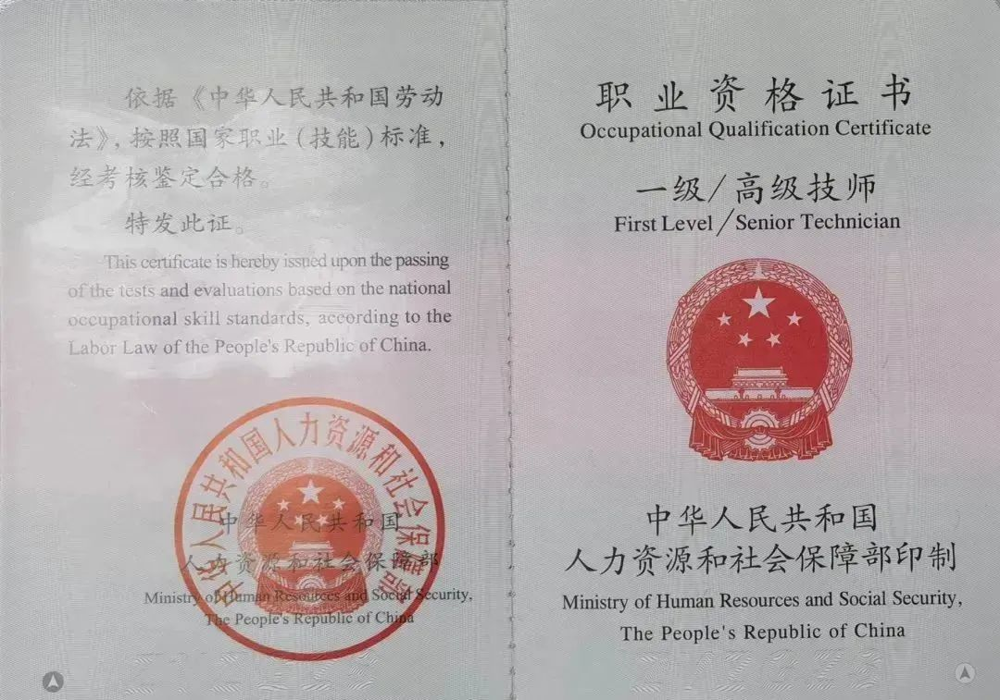 依据《中华人民共和国劳动
法》，按照国家职业（技能）标准，
经考核鉴定合格。
特发此证。
This certificate is hereby issued upon the passing
of the tests and evaluations based on the national
occupational skill standards, according to the
Labor Law of the People's Republic of China.
中华人民共和国人力资源和社会保障部
中华人民共和国
人力资源和社会保障部
Ministry of Human Resources and Social Security,
The People's Republic of China
职业资格证书
Occupational Qualification Certificate
一级/高级技师
First Level/Senior Technician
中华人民共和国
人力资源和社会保障部印制
Ministry of Human Resources and Social Security,
The People's Republic of China